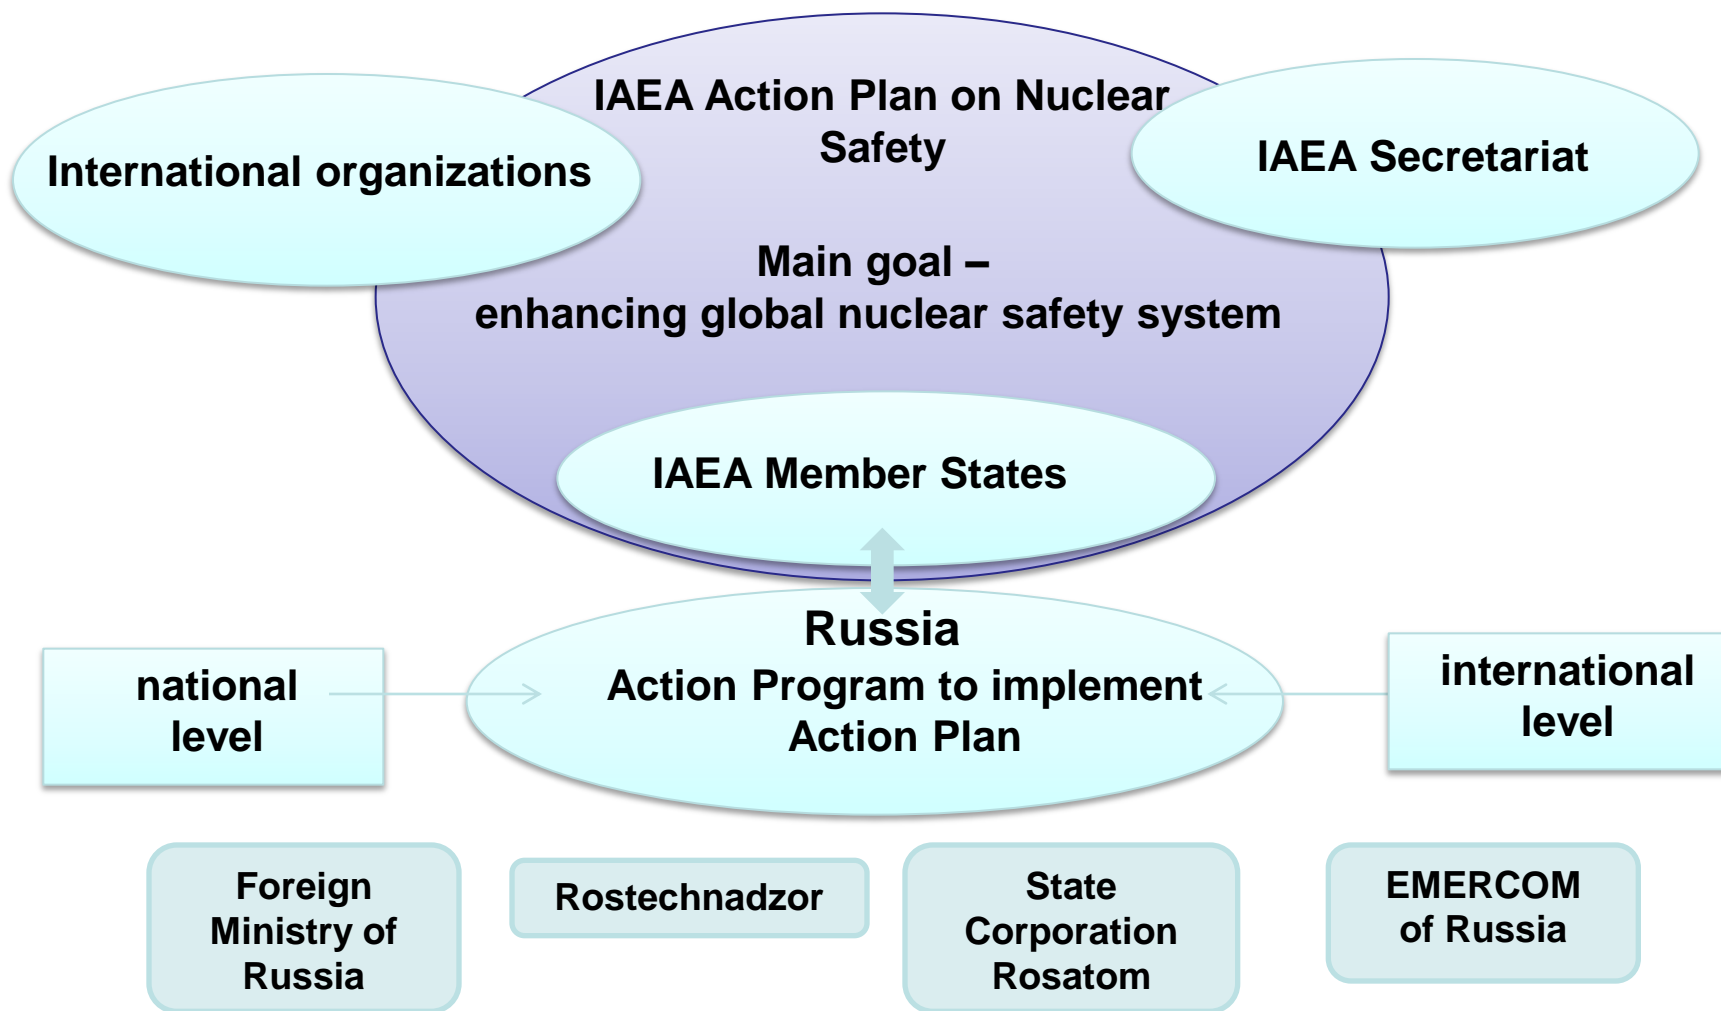 IAEA Action Plan on Nuclear
Safety
International organizations
IAEA Secretariat
Main goal –
enhancing global nuclear safety system
IAEA Member States
Russia
Action Program to implement
Action Plan
national
level
international
level
Foreign
Ministry of
Russia
Rostechnadzor
State
Corporation
Rosatom
EMERCOM
of Russia